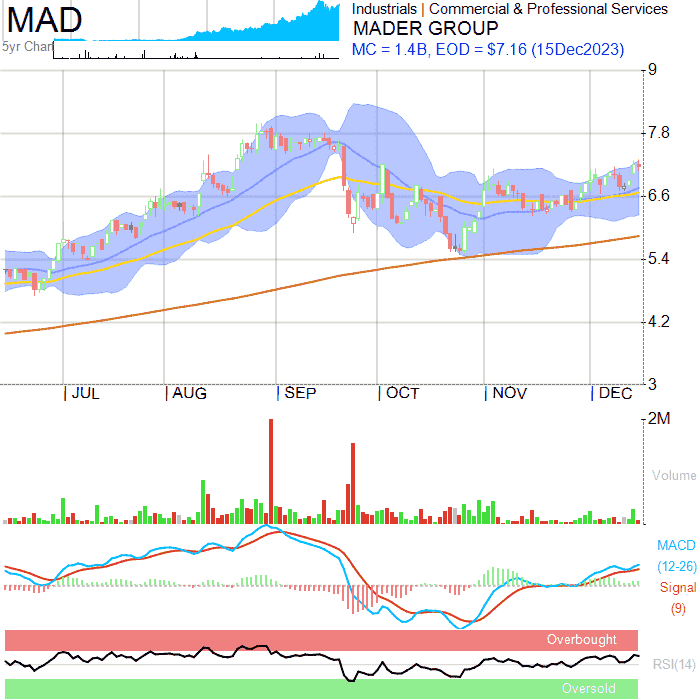 MAD
Industrials | Commercial & Professional Services
MADER GROUP
5yr Chart
MC = 1.4B, EOD = $7.16 (15Dec2023)
9
7.8
6.6
5.4
4.2
3
| JUL | AUG | SEP | OCT | NOV | DEC
2M
Volume
MACD
(12-26)
Signal
(9)
Overbought
RSI(14)
Oversold